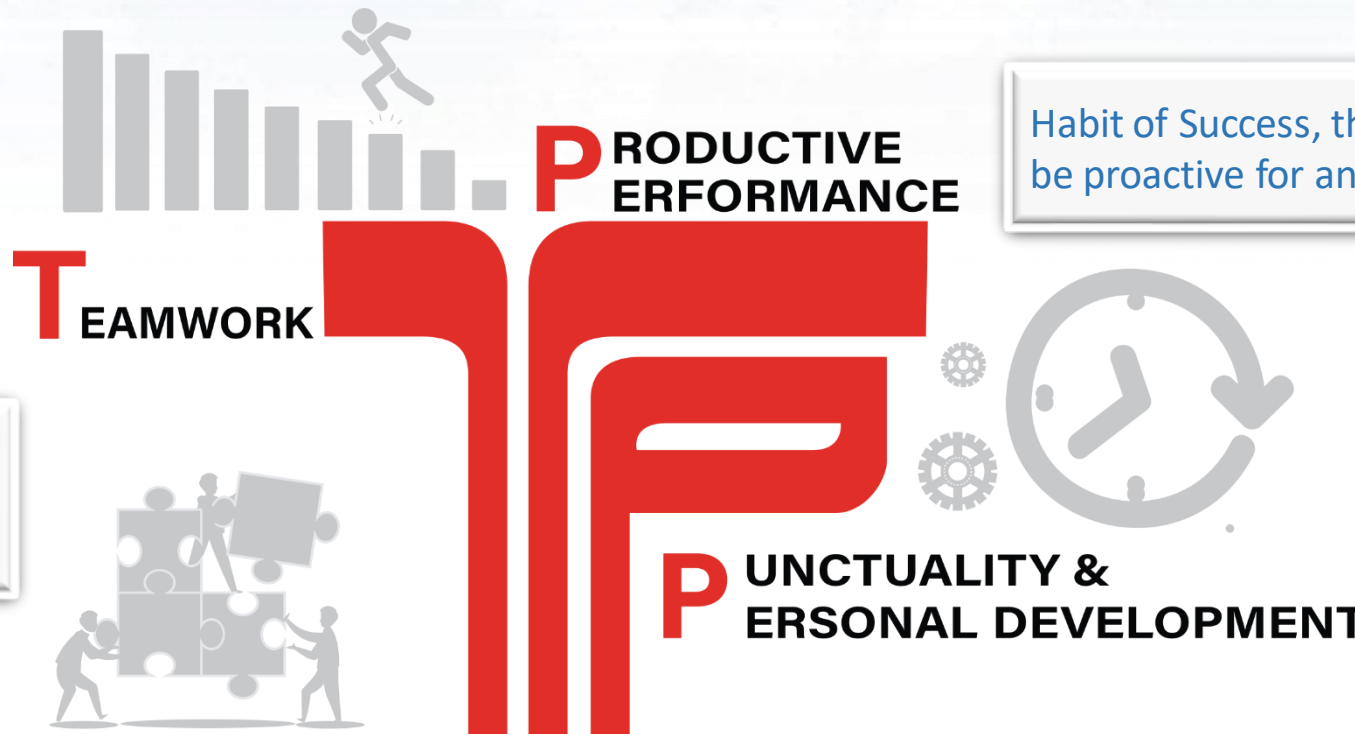 PRODUCTIVE
PERFORMANCE
Habit of Success, th
be proactive for an
TEAMWORK
PUNCTUALITY &
PERSONAL DEVELOPMENT